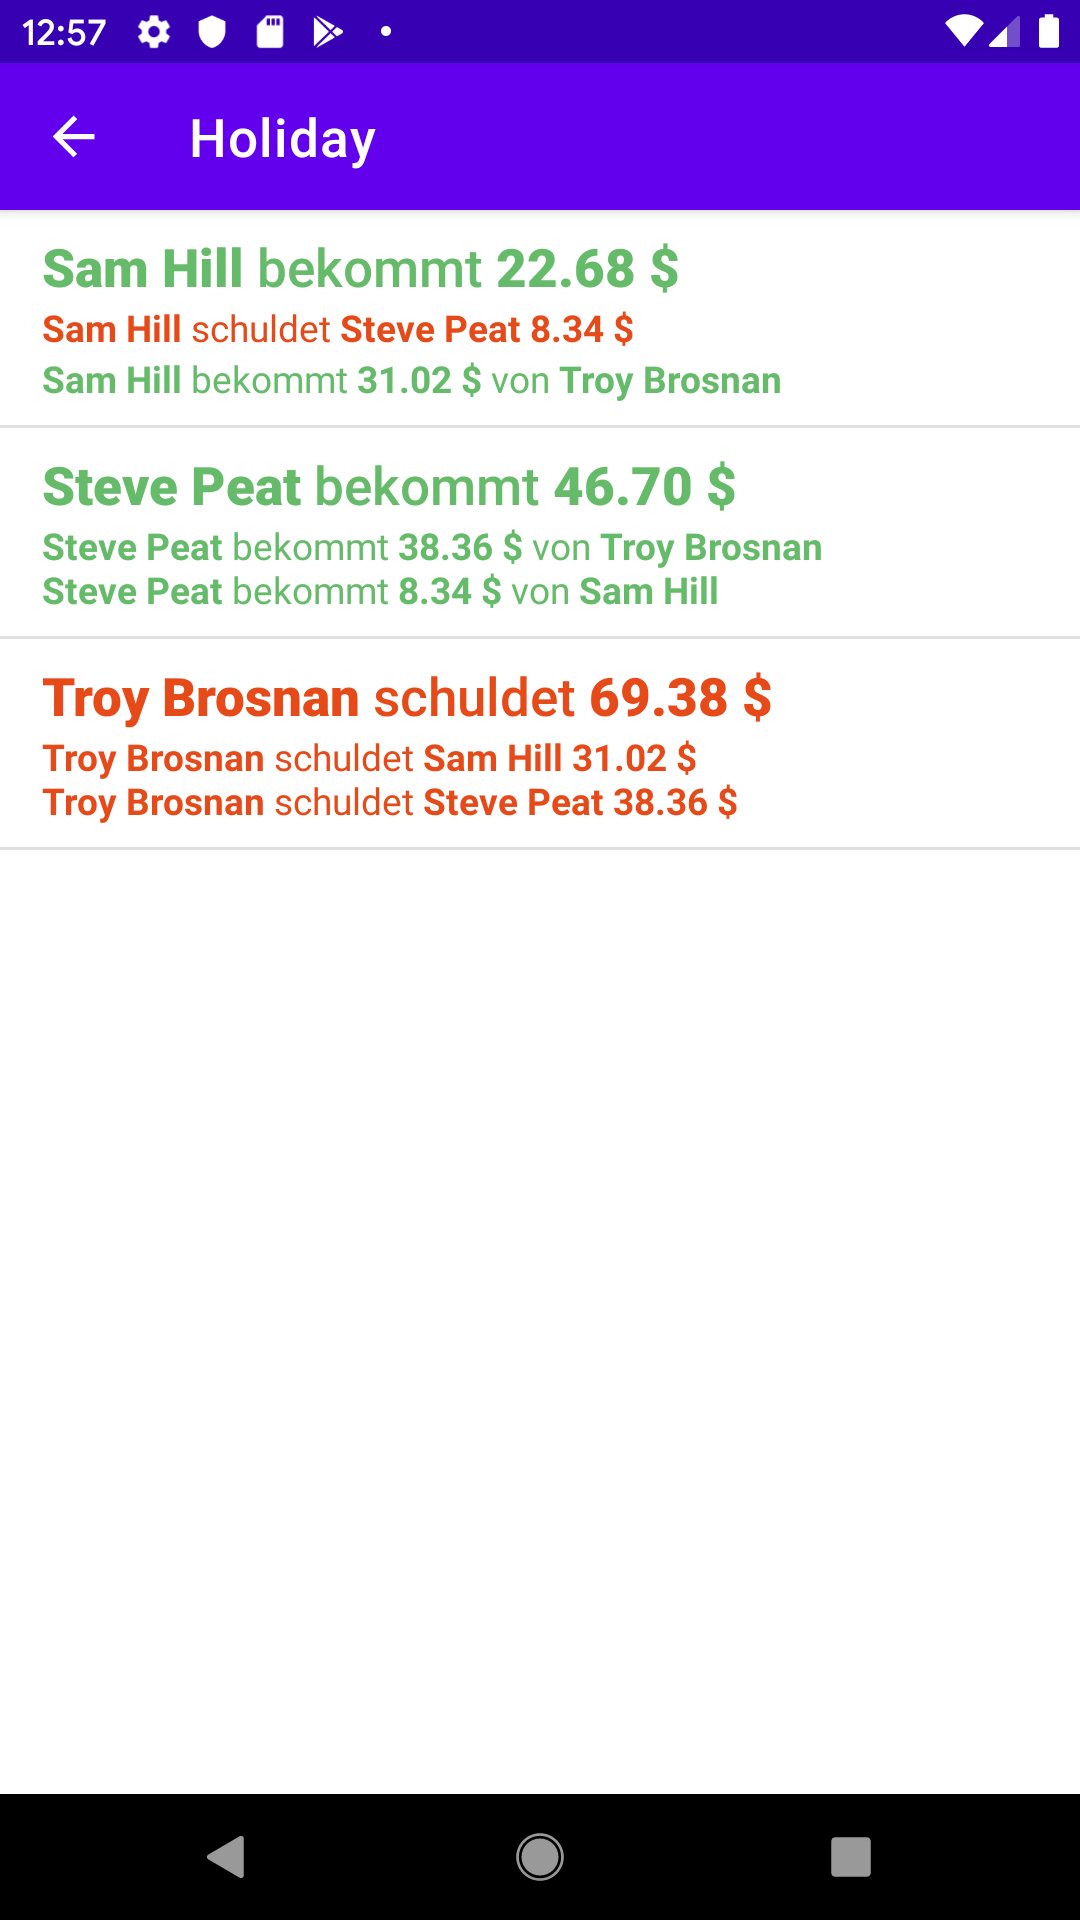 12:57
Holiday
Sam Hill bekommt 22.68 $
Sam Hill schuldet Steve Peat 8.34 $
Sam Hill bekommt 31.02 $ von Troy Brosnan
Steve Peat bekommt 46.70 $
Steve Peat bekommt 38.36 $ von Troy Brosnan
Steve Peat bekommt 8.34 $ von Sam Hill
Troy Brosnan schuldet 69.38 $
Troy Brosnan schuldet Sam Hill 31.02 $
Troy Brosnan schuldet Steve Peat 38.36 $